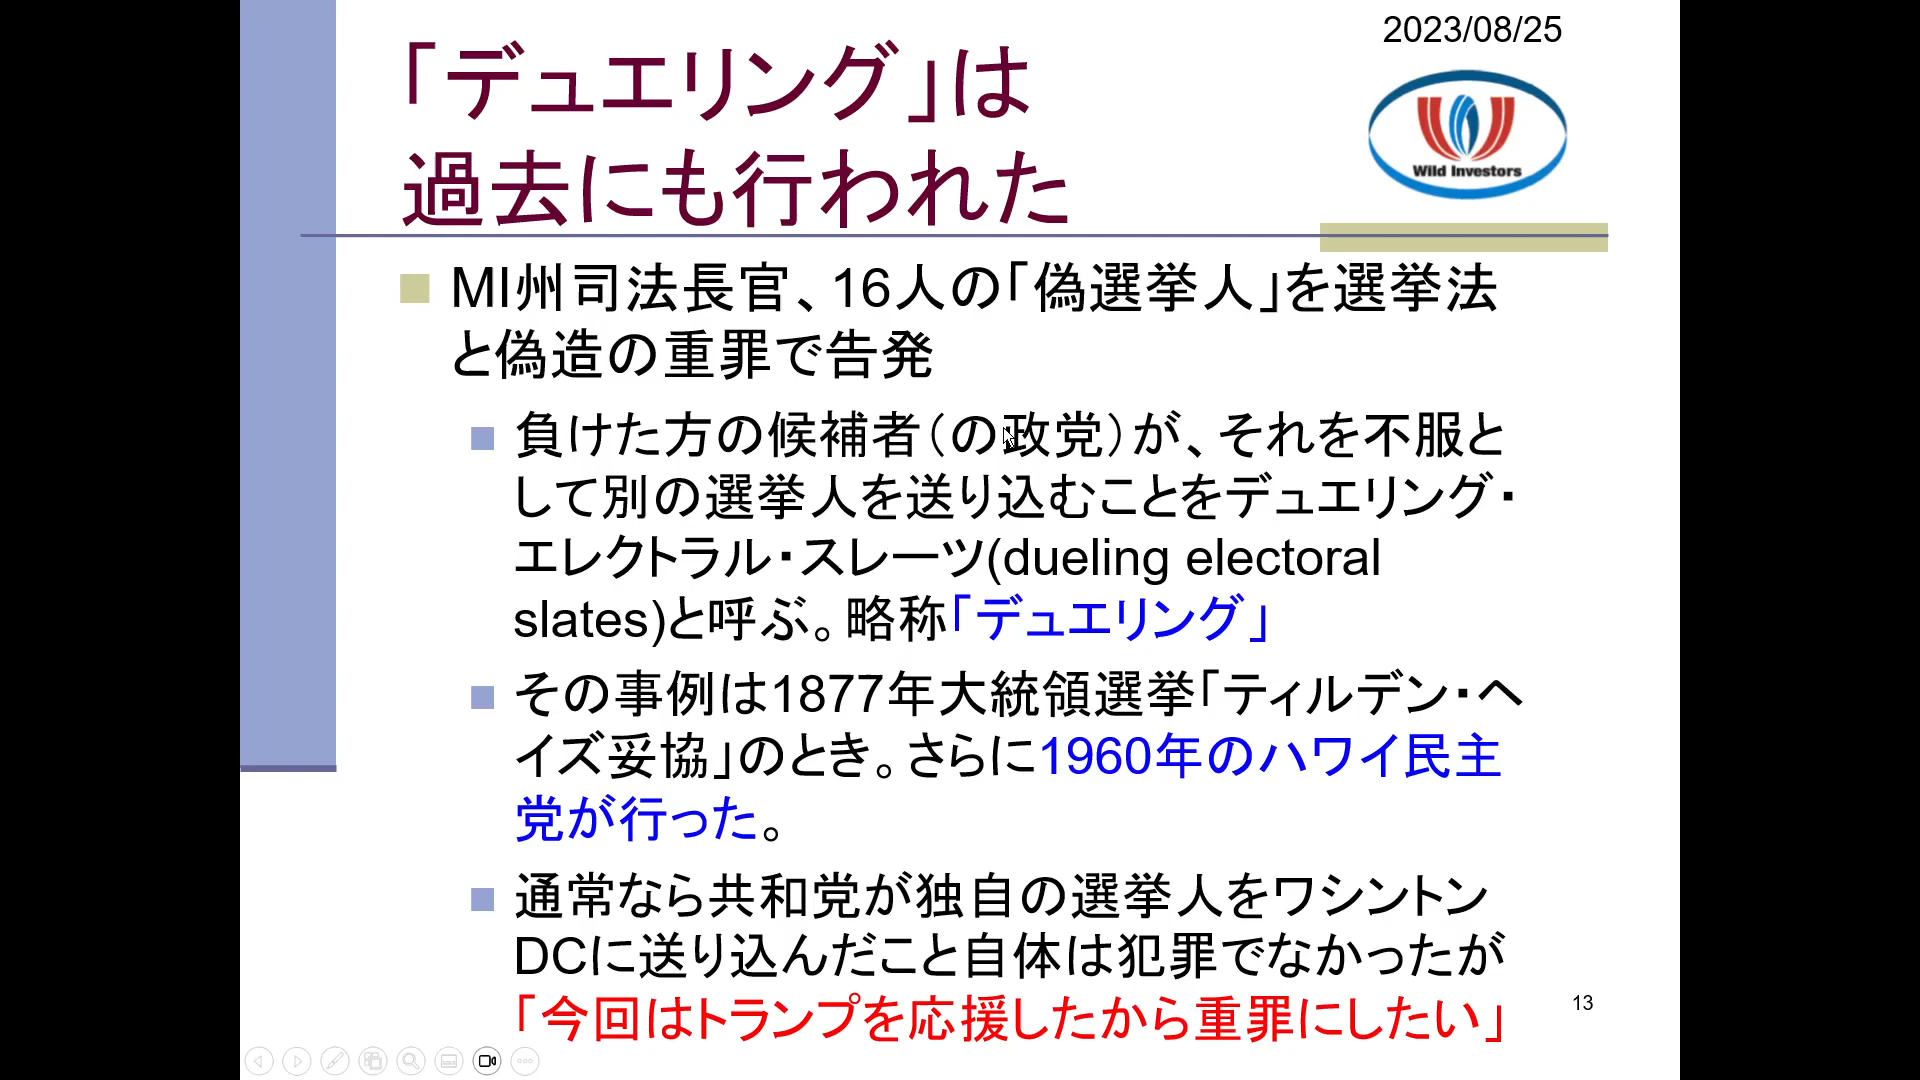 2023/08/25
「デュエリング」は
過去にも行われた
Wild Investors
MI州司法長官、16人の「偽選挙人」を選挙法
と偽造の重罪で告発
負けた方の候補者（の政党）が、それを不服と
して別の選挙人を送り込むことをデュエリング・
エレクトラル・スレーツ(dueling electoral
slates)と呼ぶ。略称「デュエリング」
その事例は1877年大統領選挙「ティルデン・ヘ
イズ妥協」のとき。さらに1960年のハワイ民主
党が行った。
通常なら共和党が独自の選挙人をワシントン
DCに送り込んだこと自体は犯罪でなかったが
「今回はトランプを応援したから重罪にしたい」
13